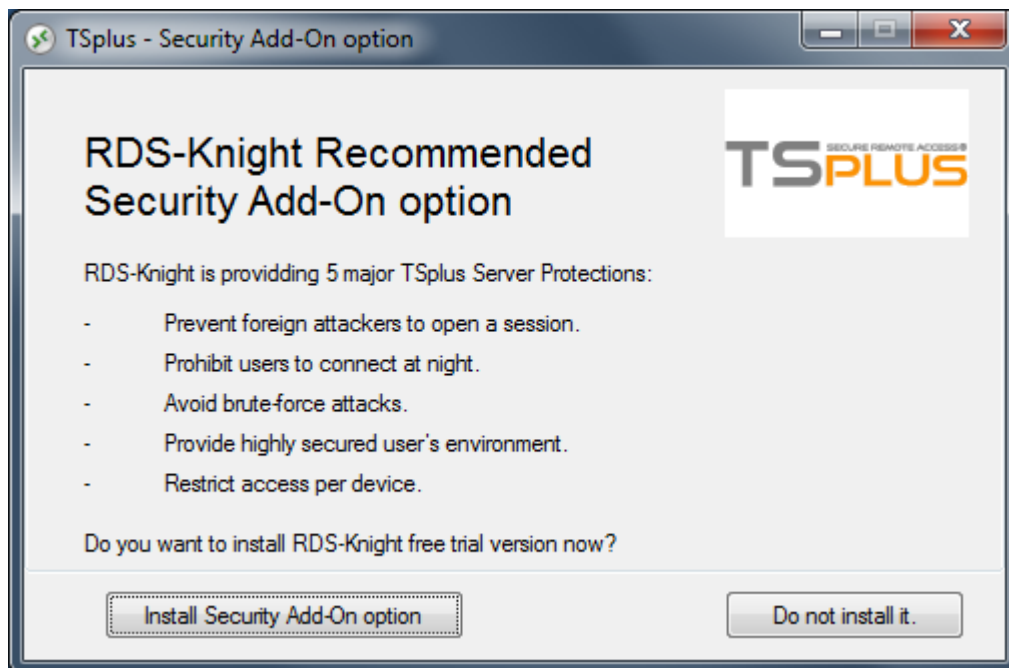 TSplus - Security Add-On option
RDS-Knight Recommended
Security Add-On option
SECURE REMOTE ACCESS®
TSPLUS
RDS-Knight is providding 5 major TSplus Server Protections:
- Prevent foreign attackers to open a session.
- Prohibit users to connect at night.
- Avoid brute-force attacks.
- Provide highly secured user's environment.
- Restrict access per device.
Do you want to install RDS-Knight free trial version now?
Install Security Add-On option
Do not install it.